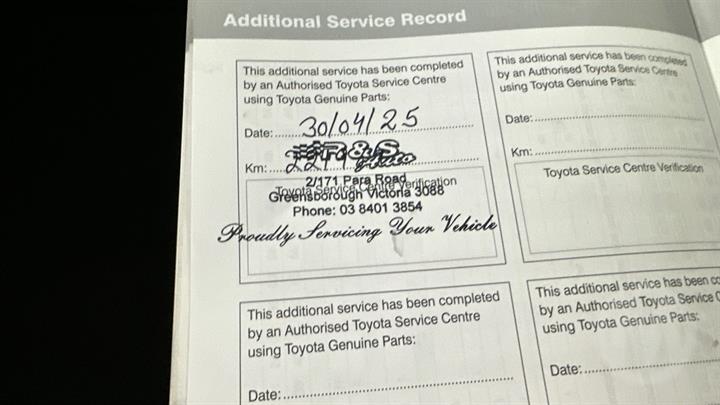 Additional Service Record
This additional service has been completed
by an Authorised Toyota Service Centre
using Toyota Genuine Parts:
Date: 30/04/25
Km:
R&S
Auto
2/171 Para Road
Toyota Service Centre Verification
Greensborough Victoria 3088
Phone: 03 8401 3854
Proudly Servicing Your Vehicle
This additional service has been completed
by an Authorised Toyota Service Centre
using Toyota Genuine Parts:
Date:
Km:
Toyota Service Centre Verification
This additional service has been completed
by an Authorised Toyota Service Centre
using Toyota Genuine Parts:
Date:
This additional service has been co
by an Authorised Toyota Service C
using Toyota Genuine Parts:
Date: